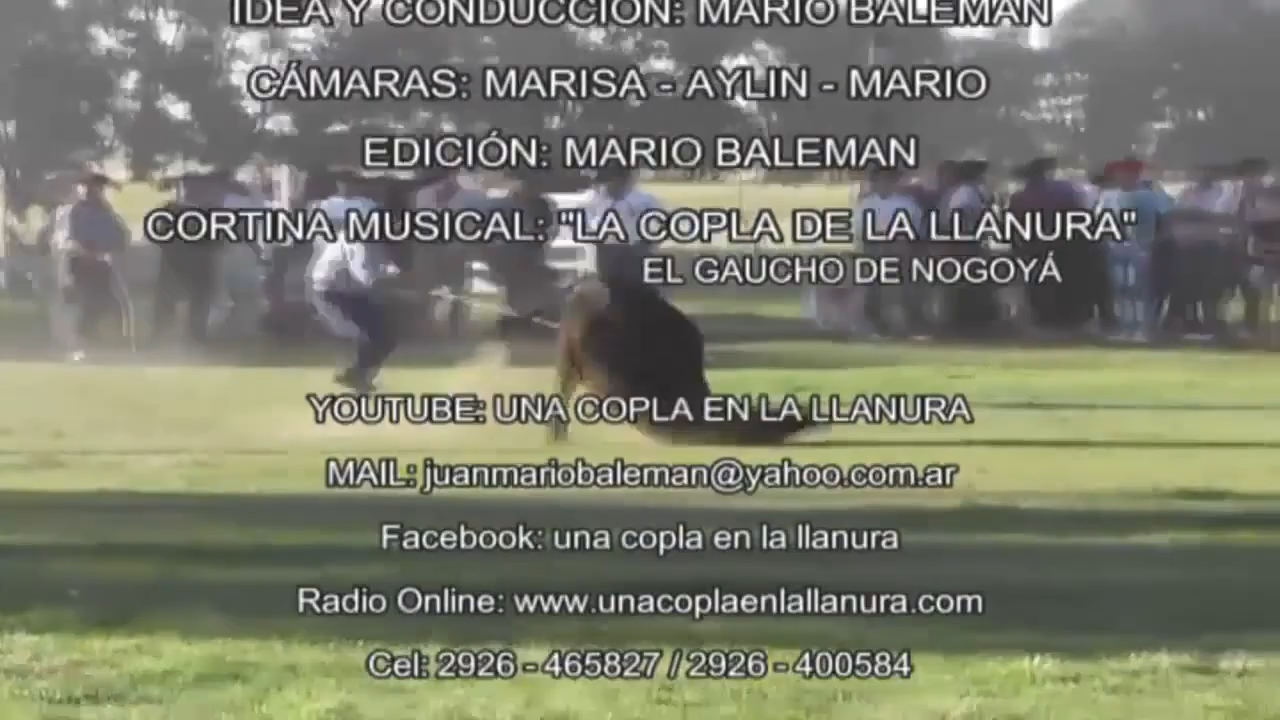 IDEA Y CONDUCCIÓN: MARIO BALEMAN
CÁMARAS: MARISA - AYLIN - MARIO
EDICIÓN: MARIO BALEMAN
CORTINA MUSICAL: "LA COPLA DE LA LLANURA"
EL GAUCHO DE NOGOYÁ
YOUTUBE: UNA COPLA EN LA LLANURA
MAIL: juanmariobaleman@yahoo.com.ar
Facebook: una copla en la llanura
Radio Online: www.unacoplaenlallanura.com
Cel: 2926 - 465827 / 2926 - 400584